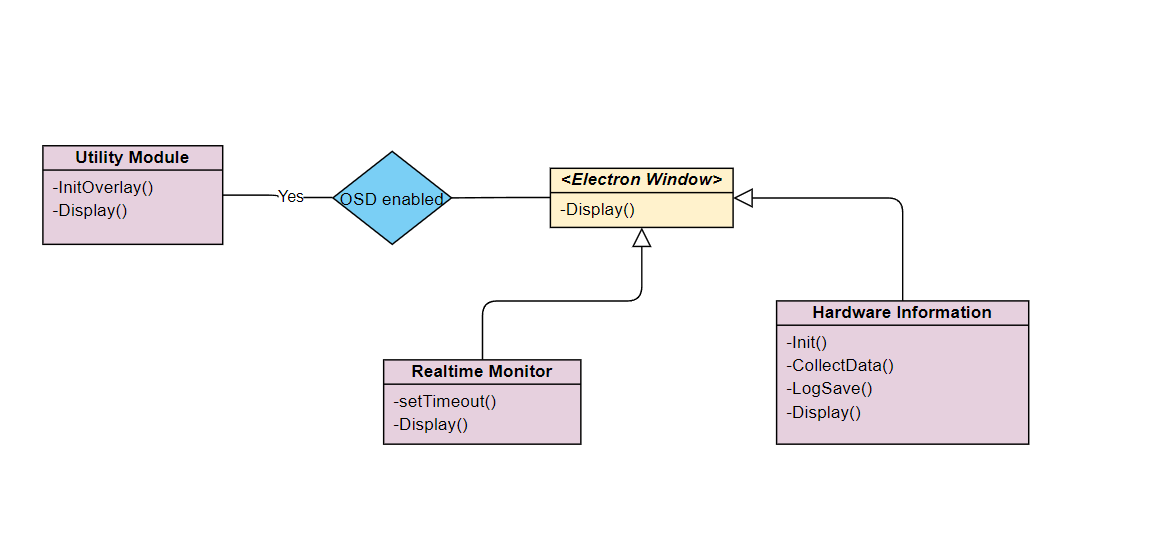 Utility Module
-InitOverlay()
-Display()
Yes
OSD enabled
<Electron Window>
-Display()
Realtime Monitor
-setTimeout()
-Display()
Hardware Information
-Init()
-CollectData()
-LogSave()
-Display()